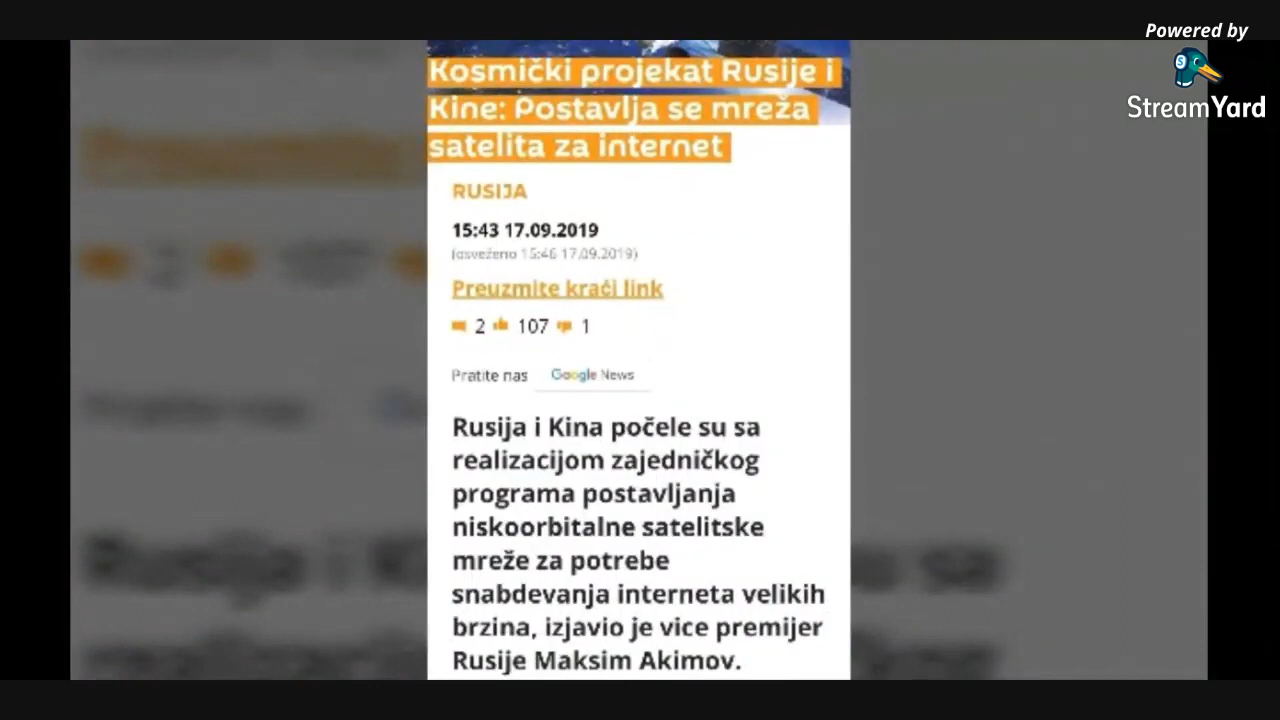 Powered by
StreamYard
Kosmički projekat Rusije i
Kine: Postavlja se mreža
satelita za internet
RUSIJA
15:43 17.09.2019
(osveženo 15:46 17.09.2019)
Preuzmite kraći link
2 107 1
Pratite nas Google News
Rusija i Kina počele su sa
realizacijom zajedničkog
programa postavljanja
niskoorbitalne satelitske
mreže za potrebe
snabdevanja interneta velikih
brzina, izjavio je vice premijer
Rusije Maksim Akimov.